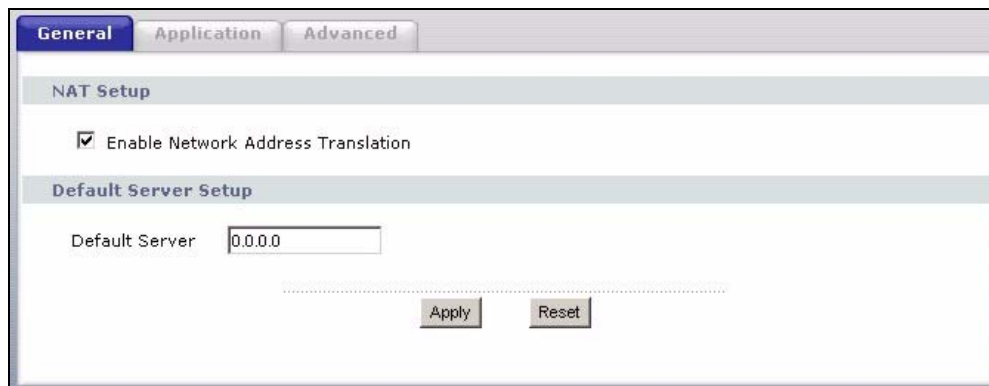 General Application Advanced
NAT Setup
Enable Network Address Translation
Default Server Setup
Default Server 0.0.0.0
Apply Reset